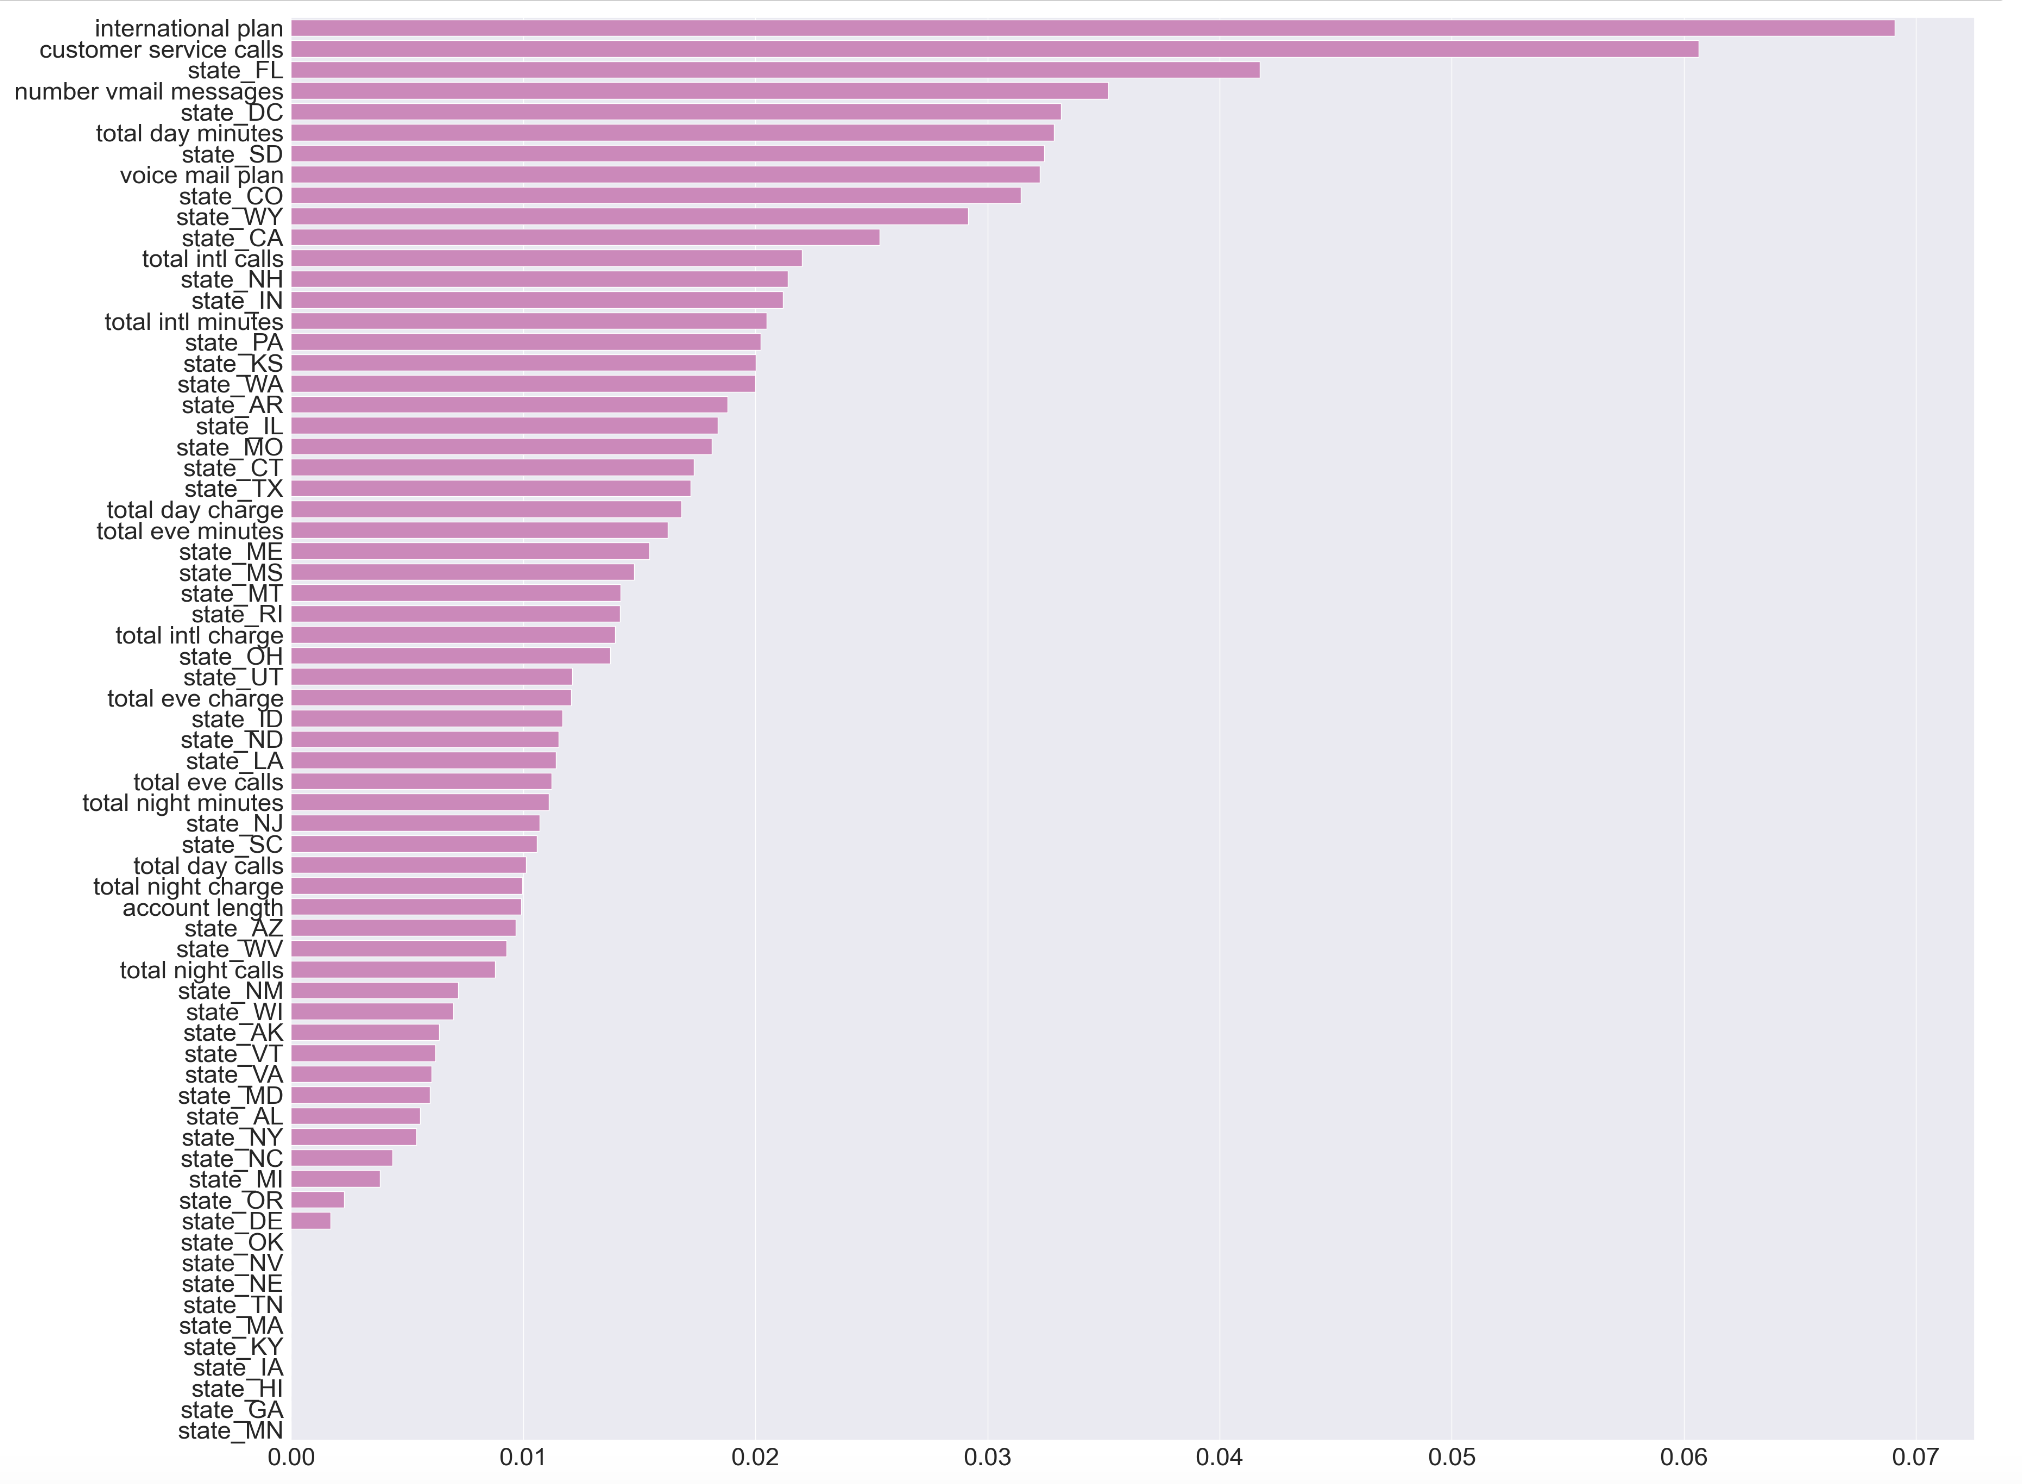 international plan
customer service calls
state_FL
number vmail messages
state_DC
total day minutes
state_SD
voice mail plan
state_CO
state_WY
state_CA
total intl calls
state_NH
state_IN
total intl minutes
state_PA
state_KS
state_WA
state_AR
state_IL
state_MO
state_CT
state_TX
total day charge
total eve minutes
state_ME
state_MS
state_MT
state_RI
total intl charge
state_OH
state_UT
total eve charge
state_ID
state_ND
state_LA
total eve calls
total night minutes
state_NJ
state_SC
total day calls
total night charge
account length
state_AZ
state_WV
total night calls
state_NM
state_WI
state_AK
state_VT
state_VA
state_MD
state_AL
state_NY
state_NC
state_MI
state_OR
state_DE
state_OK
state_NV
state_NE
state_TN
state_MA
state_KY
state_IA
state_HI
state_GA
state_MN
0.00 0.01 0.02 0.03 0.04 0.05 0.06 0.07